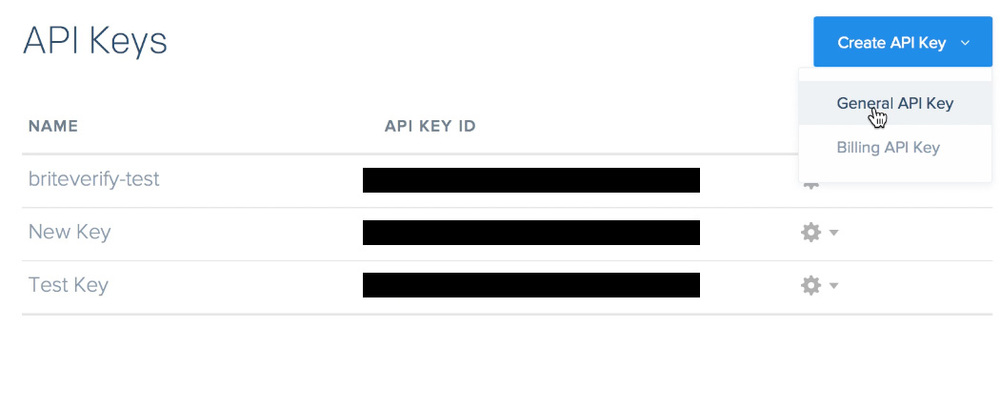 API Keys
Create API Key
General API Key
Billing API Key
NAME API KEY ID
briteverify-test
New Key
Test Key